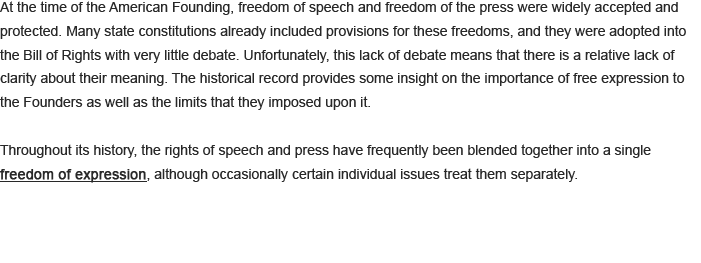 At the time of the American Founding, freedom of speech and freedom of the press were widely accepted and
protected. Many state constitutions already included provisions for these freedoms, and they were adopted into
the Bill of Rights with very little debate. Unfortunately, this lack of debate means that there is a relative lack of
clarity about their meaning. The historical record provides some insight on the importance of free expression to
the Founders as well as the limits that they imposed upon it.
Throughout its history, the rights of speech and press have frequently been blended together into a single
freedom of expression, although occasionally certain individual issues treat them separately.